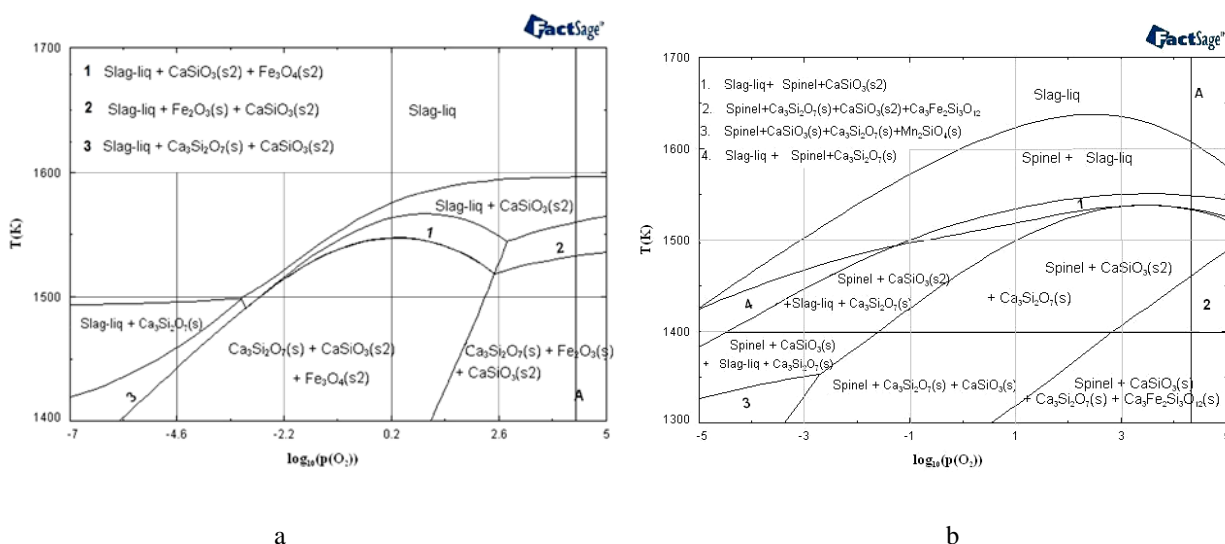 FactSage™
1700
1 Slag-liq + CaSiO₃(s2) + Fe₃O₄(s2)
2 Slag-liq + Fe₂O₃(s) + CaSiO₃(s2)
3 Slag-liq + Ca₃Si₂O₇(s) + CaSiO₃(s2)
Slag-liq
1600
Slag-liq + CaSiO₃(s2)
T(K)
1
2
1500
Slag-liq + Ca₃Si₂O₇(s)
Ca₃Si₂O₇(s) + CaSiO₃(s2)
+ Fe₃O₄(s2)
Ca₃Si₂O₇(s) + Fe₂O₃(s)
+ CaSiO₃(s2)
3
A
1400
-7 -4.6 -2.2 0.2 2.6 5
log₁₀(p(O₂))
a
FactSage™
1700
1. Slag-liq+ Spinel+CaSiO₃(s2)
2. Spinel+Ca₃Si₂O₇(s)+CaSiO₃(s2)+Ca₃Fe₂Si₃O₁₂
3. Spinel+CaSiO₃(s)+Ca₃Si₂O₇(s)+Mn₂SiO₄(s)
4. Slag-liq + Spinel+Ca₃Si₂O₇(s)
Slag-liq
A
1600
Spinel + Slag-liq
T(K)
1
1500
Spinel + CaSiO₃(s2)
+Slag-liq + Ca₃Si₂O₇(s)
4
Spinel + CaSiO₃(s2)
+ Ca₃Si₂O₇(s)
2
1400
Spinel + CaSiO₃(s)
+ Slag-liq + Ca₃Si₂O₇(s)
3
Spinel + Ca₃Si₂O₇(s) + CaSiO₃(s)
Spinel + CaSiO₃(s)
+ Ca₃Si₂O₇(s) + Ca₃Fe₂Si₃O₁₂(s)
1300
-5 -3 -1 1 3 5
log₁₀(p(O₂))
b